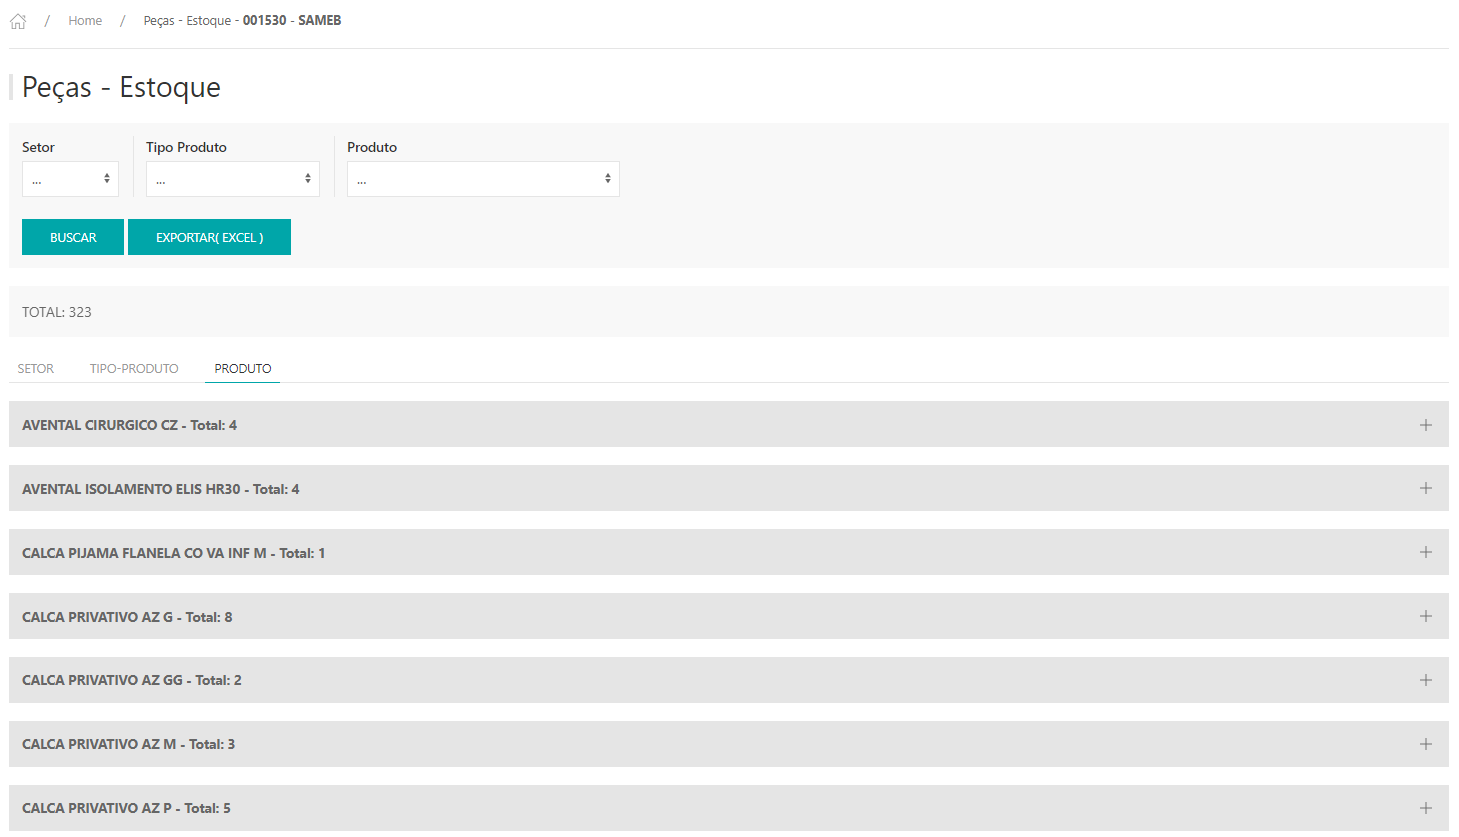 / Home / Peças - Estoque - 001530 - SAMEB
Peças - Estoque
Setor Tipo Produto Produto
... ... ...
BUSCAR EXPORTAR( EXCEL )
TOTAL: 323
SETOR TIPO-PRODUTO PRODUTO
AVENTAL CIRURGICO CZ - Total: 4
AVENTAL ISOLAMENTO ELIS HR30 - Total: 4
CALCA PIJAMA FLANELA CO VA INF M - Total: 1
CALCA PRIVATIVO AZ G - Total: 8
CALCA PRIVATIVO AZ GG - Total: 2
CALCA PRIVATIVO AZ M - Total: 3
CALCA PRIVATIVO AZ P - Total: 5